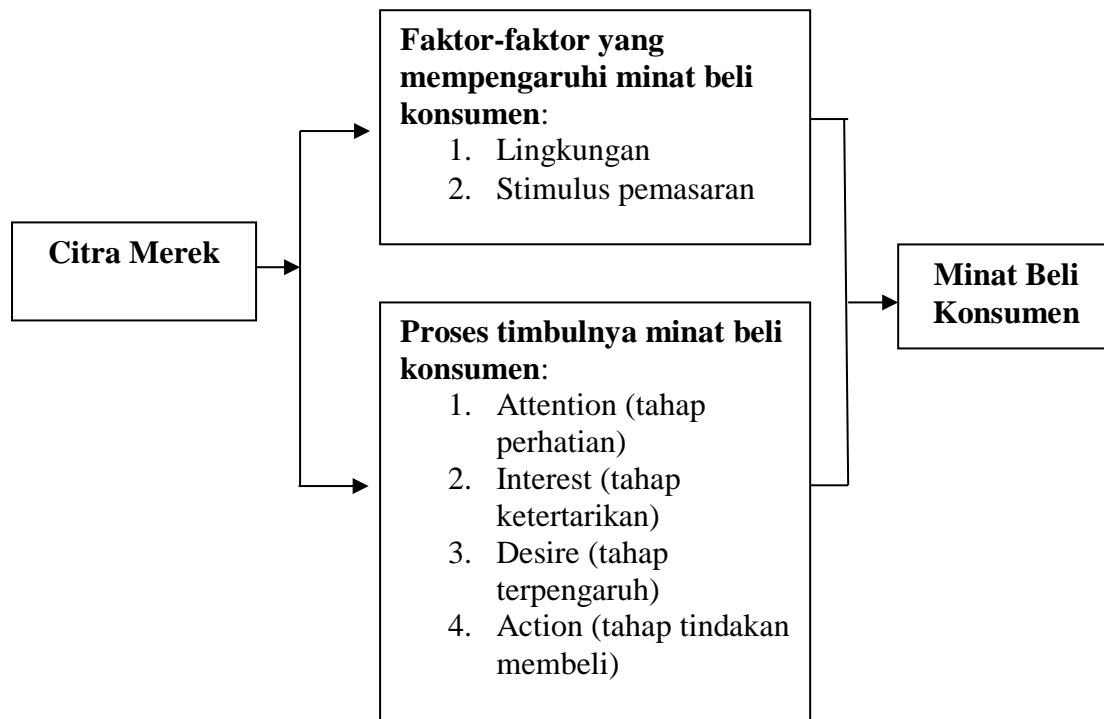 Citra Merek
Faktor-faktor yang
mempengaruhi minat beli
konsumen:
1. Lingkungan
2. Stimulus pemasaran
Proses timbulnya minat beli
konsumen:
1. Attention (tahap
perhatian)
2. Interest (tahap
ketertarikan)
3. Desire (tahap
terpengaruh)
4. Action (tahap tindakan
membeli)
Minat Beli
Konsumen